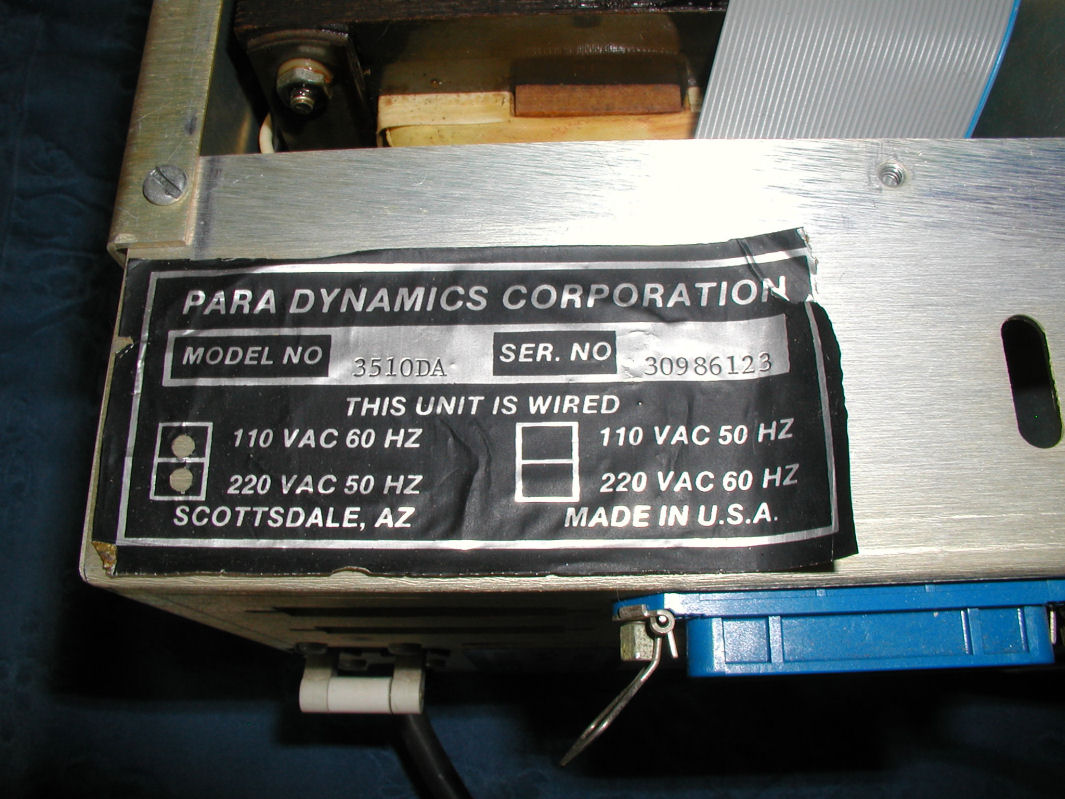 PARA DYNAMICS CORPORATION
MODEL NO 3510DA SER. NO 30986123
THIS UNIT IS WIRED
110 VAC 60 HZ 110 VAC 50 HZ
220 VAC 50 HZ 220 VAC 60 HZ
SCOTTSDALE, AZ MADE IN U.S.A.